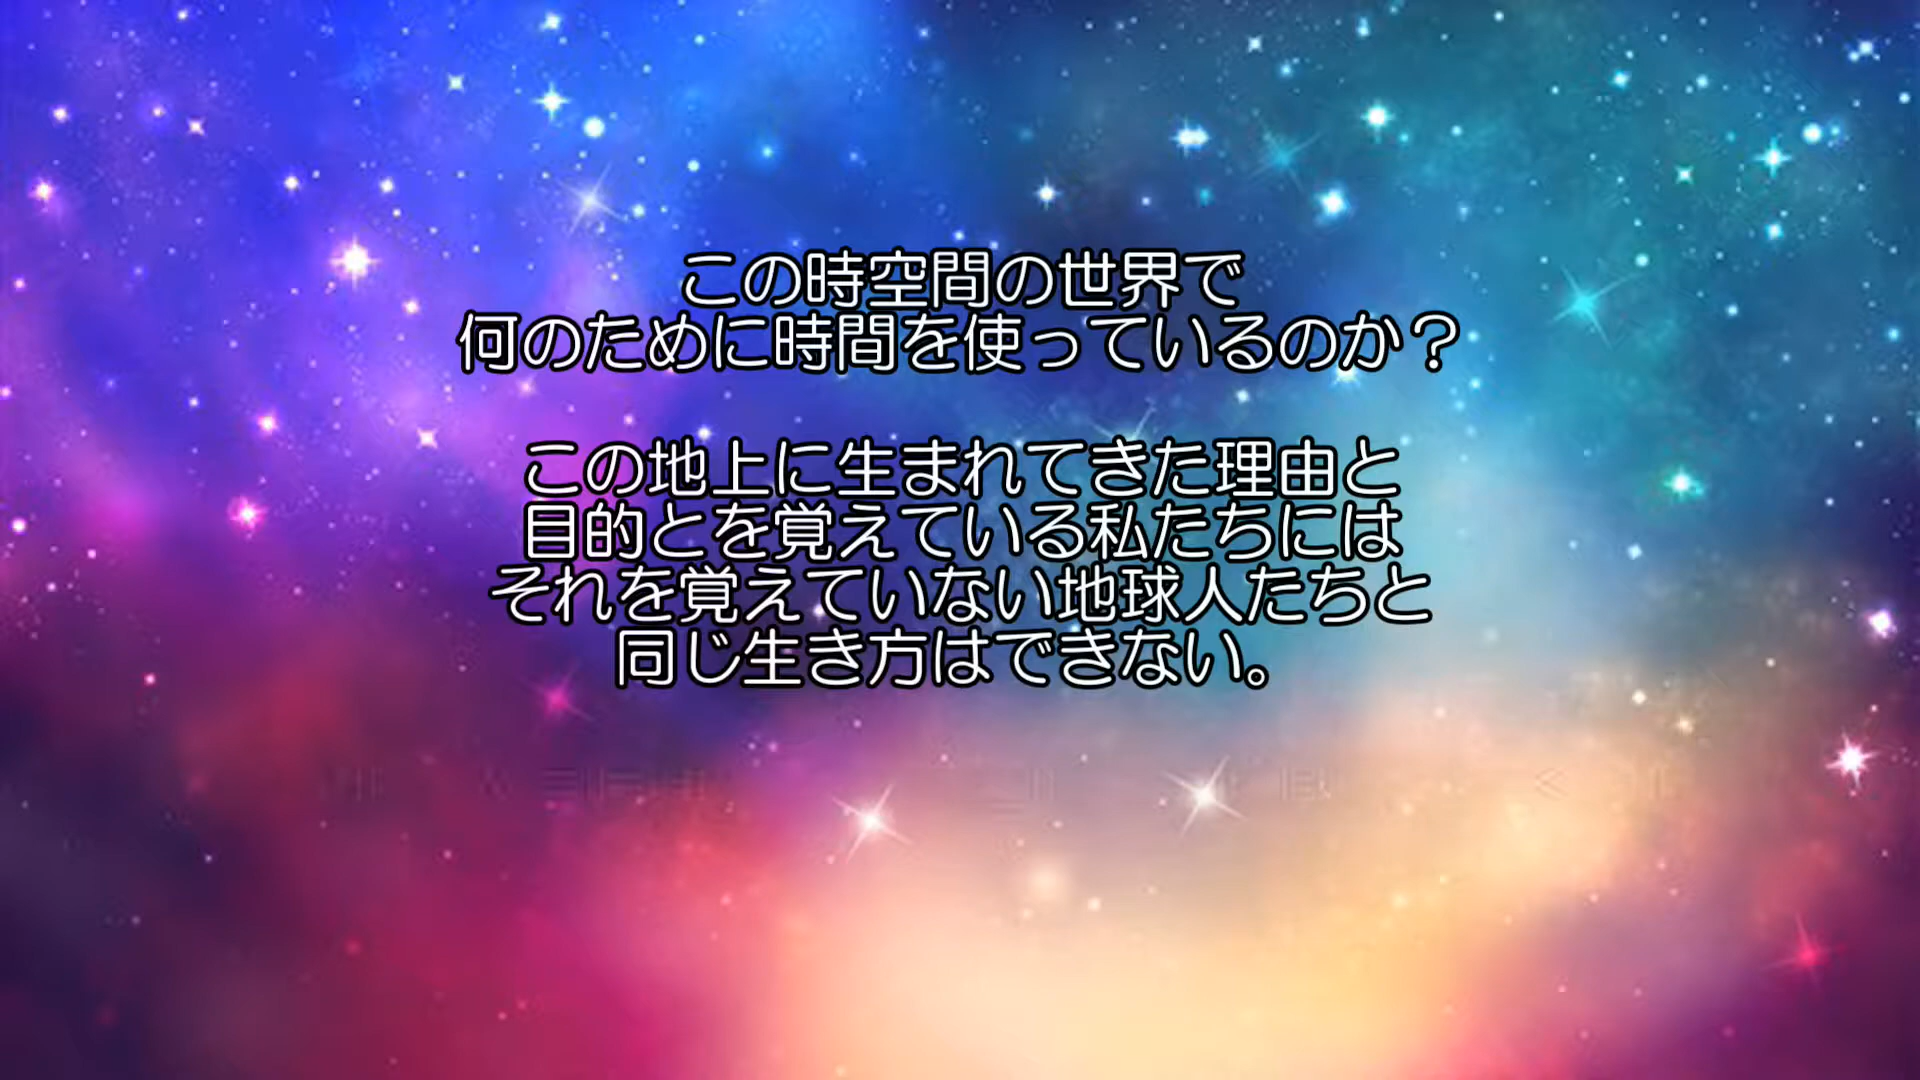 この時空間の世界で
何のために時間を使っているのか？
この地上に生まれてきた理由と
目的とを覚えている私たちには
それを覚えていない地球人たちと
同じ生き方はできない。